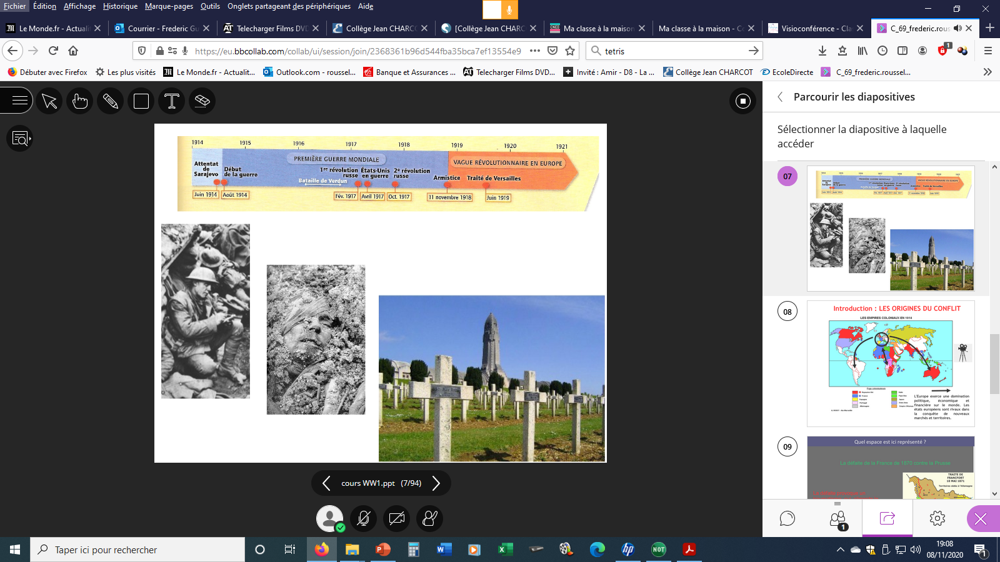 Fichier Édition Affichage Historique Marque-pages Outils Onglets partageant des périphériques Aide
Le Monde.fr - Actuali
Courrier - Frederic Gu
Telecharger Films DVD
Collège Jean CHARCO
[Collège Jean CHARC
Ma classe à la maison
Ma classe à la maison - Co
Visioconférence - Cla
C_69_frederic.rous
https://eu.bbcollab.com/collab/ui/session/join/2368361b96d544fba35bca7ef13554e9
tetris
1
Débuter avec Firefox
Les plus visités
Le Monde.fr - Actualit...
Outlook.com - roussel...
Banque et Assurances ...
Telecharger Films DVD...
Invité : Amir - D8 - La ...
Collège Jean CHARCOT
EcoleDirecte
C_69_frederic.roussel...
1914 1915 1916 1917 1918 1919 1920 1921
PREMIÈRE GUERRE MONDIALE
VAGUE RÉVOLUTIONNAIRE EN EUROPE
Attentat
de
Sarajevo
Début
de la guerre
Bataille de Verdun
1re révolution
russe
États-Unis
en guerre
2e révolution
russe
Armistice
Traité de Versailles
Juin 1914
Août 1914
Fév. 1917
Avril 1917
Oct. 1917
11 novembre 1918
Juin 1919
cours WW1.ppt (7/94)
Parcourir les diapositives
Sélectionner la diapositive à laquelle
accéder
07
08
Introduction : LES ORIGINES DU CONFLIT
LES EMPIRES COLONIAUX EN 1914
L'Europe exerce une domination
politique, économique et
financière sur le monde. Les
états européens sont rivaux dans
la conquête de nouveaux
marchés et territoires.
09
Quel espace est ici représenté ?
La défaite de la France de 1870 contre la Prusse
TRAITÉ DE
FRANCFORT
10 MAI 1871
Territoires cédés à l'Allemagne
1
Taper ici pour rechercher
NOT
19:08
08/11/2020
1